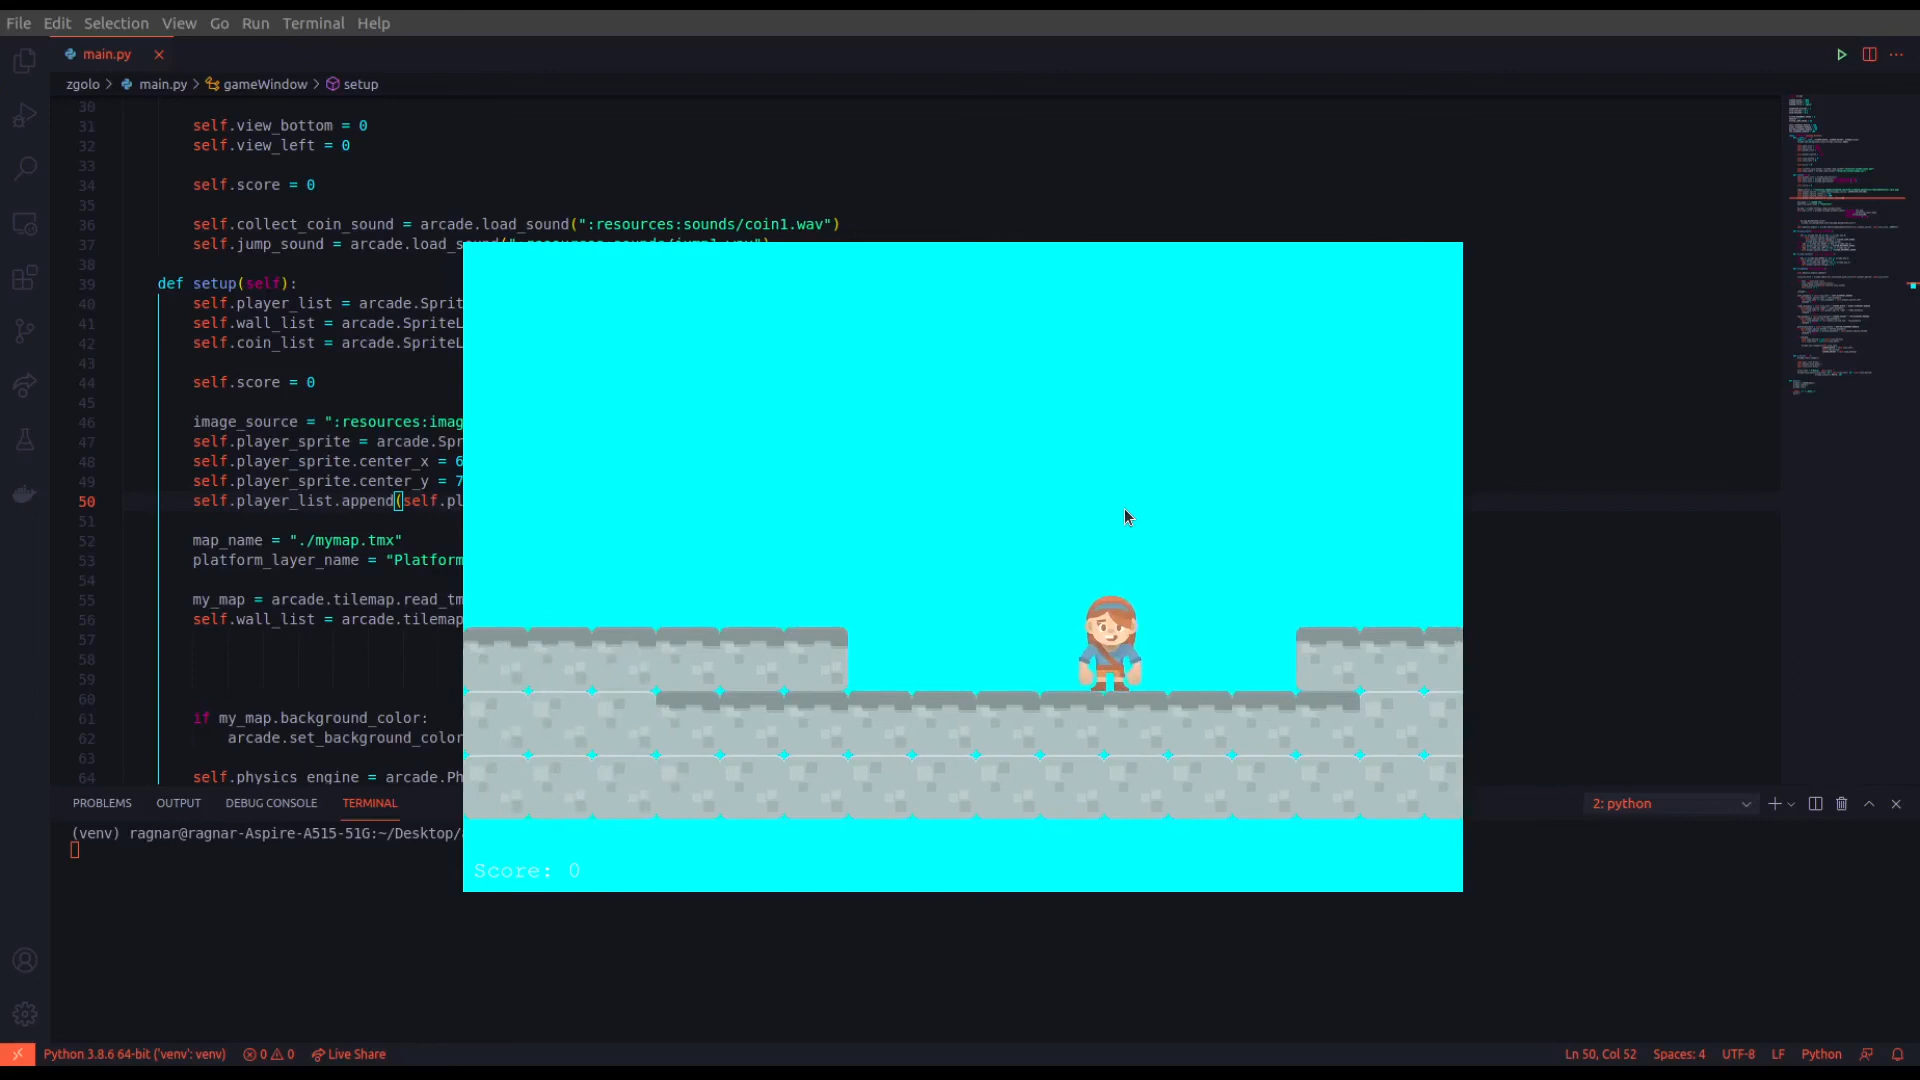 File Edit Selection View Go Run Terminal Help
main.py
zgolo > main.py > gameWindow > setup
30
31 self.view_bottom = 0
32 self.view_left = 0
33
34 self.score = 0
35
36 self.collect_coin_sound = arcade.load_sound(":resources:sounds/coin1.wav")
37 self.jump_sound = arcade.load_sound(":resources:sounds/jump1.wav")
38
39 def setup(self):
40 self.player_list = arcade.Sprit
41 self.wall_list = arcade.SpriteL
42 self.coin_list = arcade.SpriteL
43
44 self.score = 0
45
46 image_source = ":resources:imag
47 self.player_sprite = arcade.Spr
48 self.player_sprite.center_x = 6
49 self.player_sprite.center_y = 7
50 self.player_list.append(self.pl
51
52 map_name = "./mymap.tmx"
53 platform_layer_name = "Platform
54
55 my_map = arcade.tilemap.read_tm
56 self.wall_list = arcade.tilemap
57
58
59
60
61 if my_map.background_color:
62 arcade.set_background_color
63
64 self.physics_engine = arcade.Ph
Score: 0
PROBLEMS OUTPUT DEBUG CONSOLE TERMINAL 2: python
(venv) ragnar@ragnar-Aspire-A515-51G:~/Desktop/
Python 3.8.6 64-bit ('venv': venv) 0 0 Live Share Ln 50, Col 52 Spaces: 4 UTF-8 LF Python